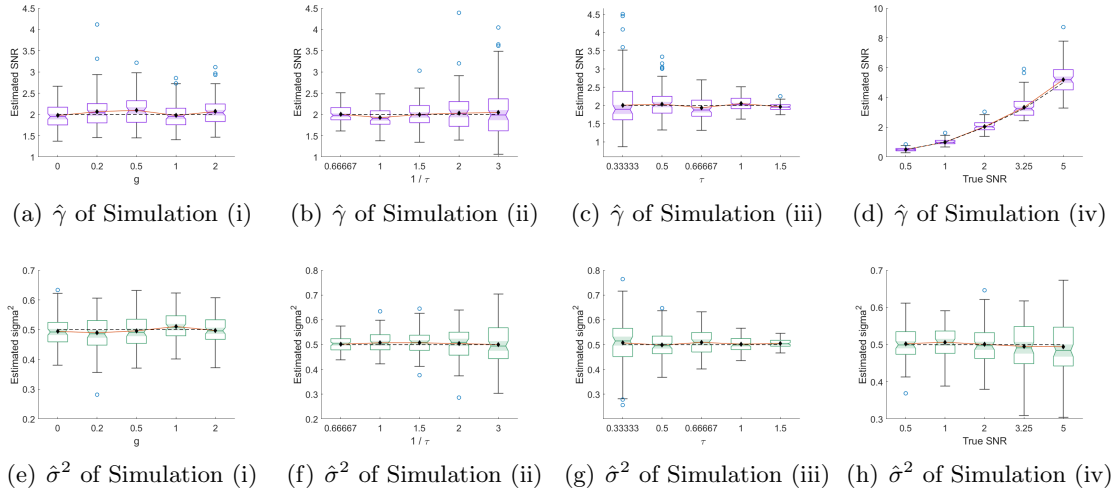 4.5
4
3.5
3
2.5
2
1.5
1
Estimated SNR
0 0.2 0.5 1 2
g
(a) γ̂ of Simulation (i)
4.5
4
3.5
3
2.5
2
1.5
1
Estimated SNR
0.66667 1 1.5 2 3
1 / τ
(b) γ̂ of Simulation (ii)
4.5
4
3.5
3
2.5
2
1.5
1
Estimated SNR
0.33333 0.5 0.66667 1 1.5
τ
(c) γ̂ of Simulation (iii)
10
8
6
4
2
0
Estimated SNR
0.5 1 2 3.25 5
True SNR
(d) γ̂ of Simulation (iv)
0.7
0.6
0.5
0.4
0.3
0.2
Estimated sigma²
0 0.2 0.5 1 2
g
(e) σ̂² of Simulation (i)
0.8
0.7
0.6
0.5
0.4
0.3
0.2
Estimated sigma²
0.66667 1 1.5 2 3
1 / τ
(f) σ̂² of Simulation (ii)
0.8
0.7
0.6
0.5
0.4
0.3
0.2
Estimated sigma²
0.33333 0.5 0.66667 1 1.5
τ
(g) σ̂² of Simulation (iii)
0.7
0.6
0.5
0.4
0.3
Estimated sigma²
0.5 1 2 3.25 5
True SNR
(h) σ̂² of Simulation (iv)